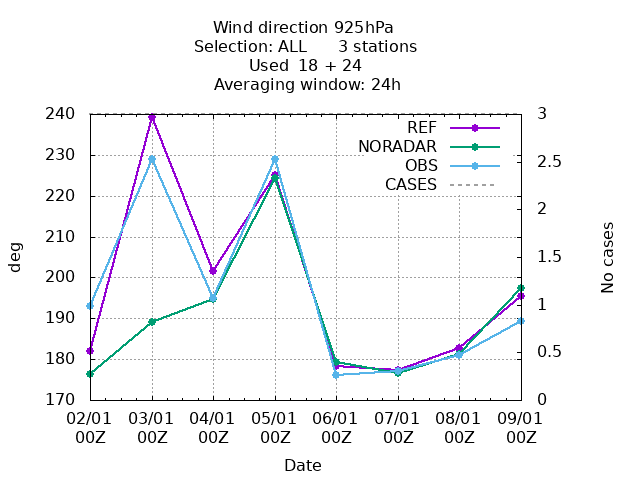 Wind direction 925hPa
Selection: ALL      3 stations
Used  18 + 24
Averaging window: 24h
240
230
220
210
200
190
180
170
deg
3
2.5
2
1.5
1
0.5
0
No cases
REF
NORADAR
OBS
CASES
02/01 03/01 04/01 05/01 06/01 07/01 08/01 09/01
00Z 00Z 00Z 00Z 00Z 00Z 00Z 00Z
Date